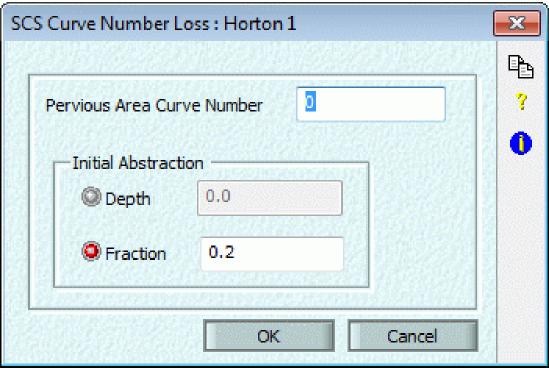 SCS Curve Number Loss : Horton 1
Pervious Area Curve Number 0
Initial Abstraction
Depth 0.0
Fraction 0.2
OK Cancel